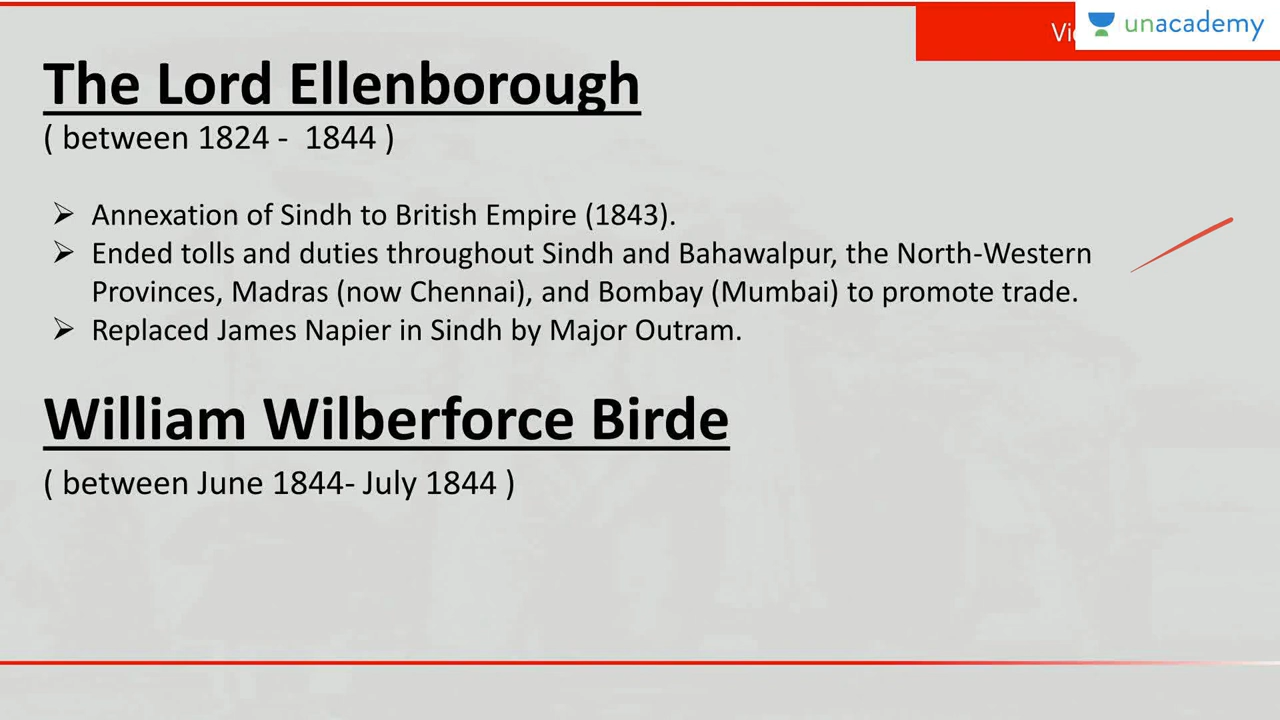 unacademy
The Lord Ellenborough
( between 1824 - 1844 )
➢ Annexation of Sindh to British Empire (1843).
➢ Ended tolls and duties throughout Sindh and Bahawalpur, the North-Western
Provinces, Madras (now Chennai), and Bombay (Mumbai) to promote trade.
➢ Replaced James Napier in Sindh by Major Outram.
William Wilberforce Birde
( between June 1844- July 1844 )